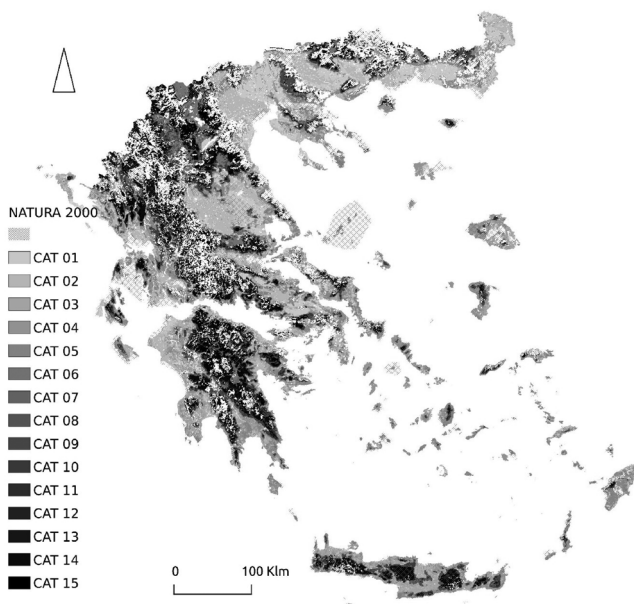 NATURA 2000
CAT 01
CAT 02
CAT 03
CAT 04
CAT 05
CAT 06
CAT 07
CAT 08
CAT 09
CAT 10
CAT 11
CAT 12
CAT 13
CAT 14
CAT 15
0 100 Klm